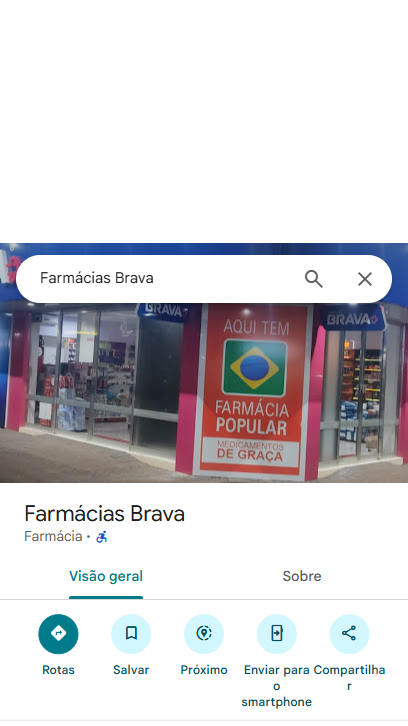 Farmácias Brava
BRAVA
BRAVA
AQUI TEM
FARMÁCIA
POPULAR
MEDICAMENTOS
DE GRAÇA
Farmácias Brava
Farmácia
Visão geral
Sobre
Rotas
Salvar
Próximo
Enviar para
o
smartphone
Compartilha
r